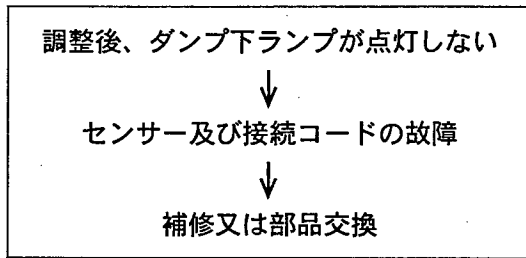 調整後、ダンプ下ランプが点灯しない
↓
センサー及び接続コードの故障
↓
補修又は部品交換